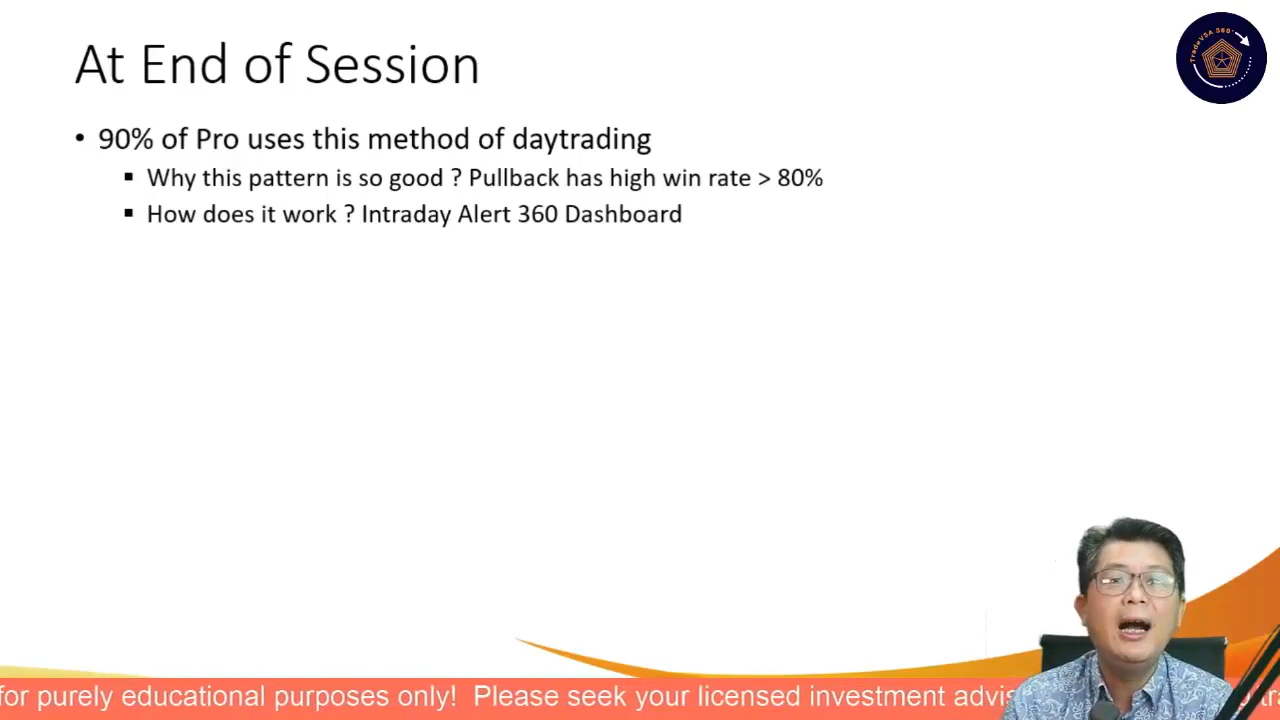 TradeVSA 360°
At End of Session
• 90% of Pro uses this method of daytrading
▪ Why this pattern is so good ? Pullback has high win rate > 80%
▪ How does it work ? Intraday Alert 360 Dashboard
for purely educational purposes only! Please seek your licensed investment